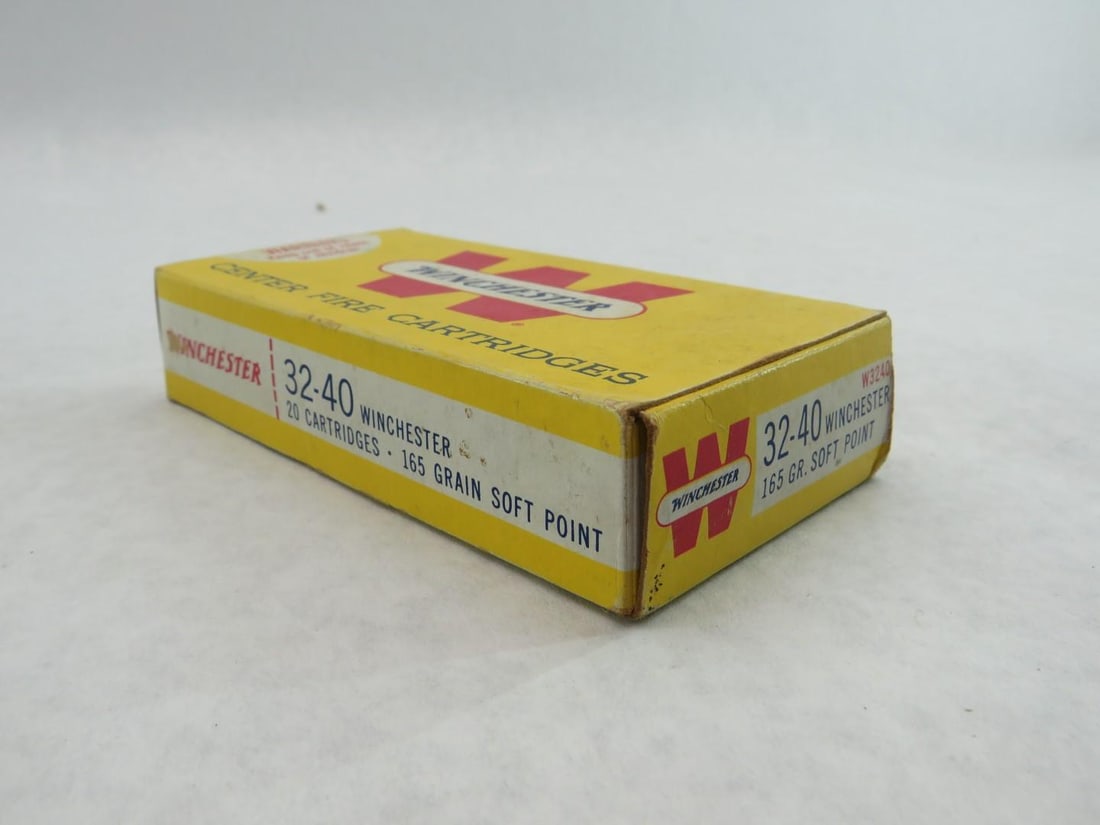 WINCHESTER
CENTER FIRE CARTRIDGES
WINCHESTER
32-40 WINCHESTER
20 CARTRIDGES · 165 GRAIN SOFT POINT
W3240
WINCHESTER
32-40 WINCHESTER
165 GR. SOFT POINT